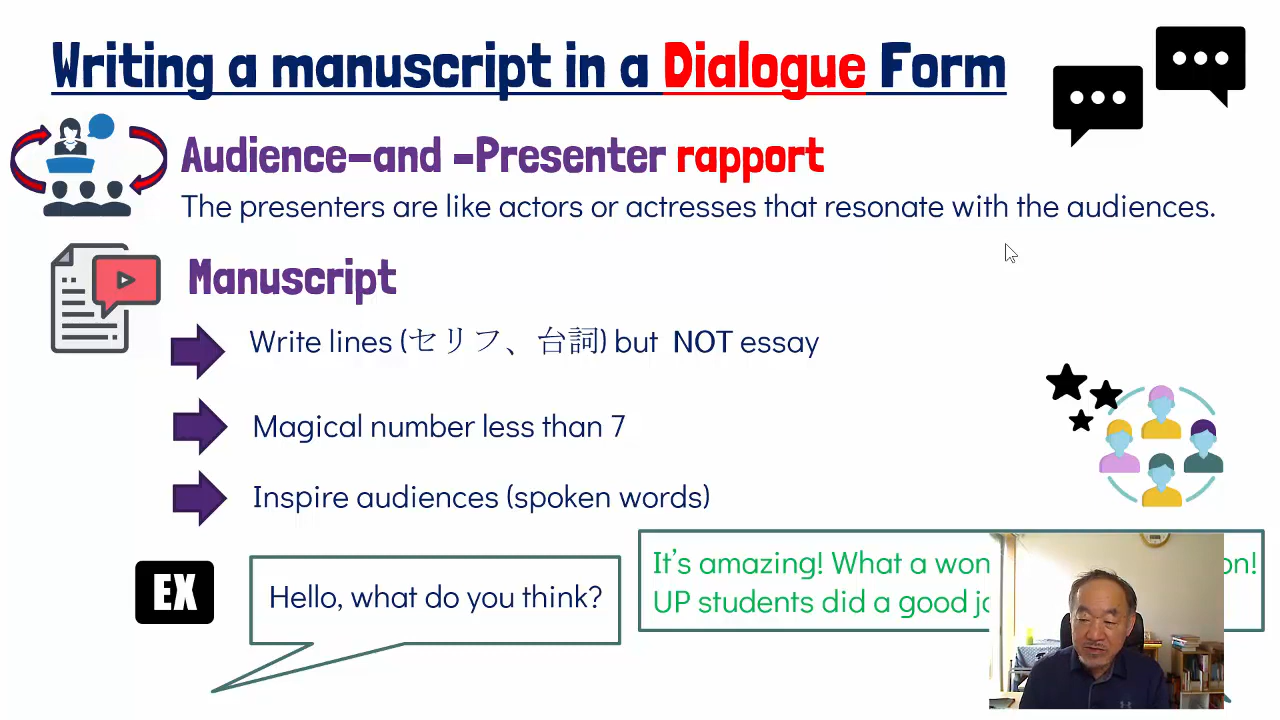 Writing a manuscript in a Dialogue Form
Audience-and -Presenter rapport
The presenters are like actors or actresses that resonate with the audiences.
Manuscript
Write lines (セリフ、台詞) but NOT essay
Magical number less than 7
Inspire audiences (spoken words)
EX
Hello, what do you think?
It's amazing! What a
UP students did a good